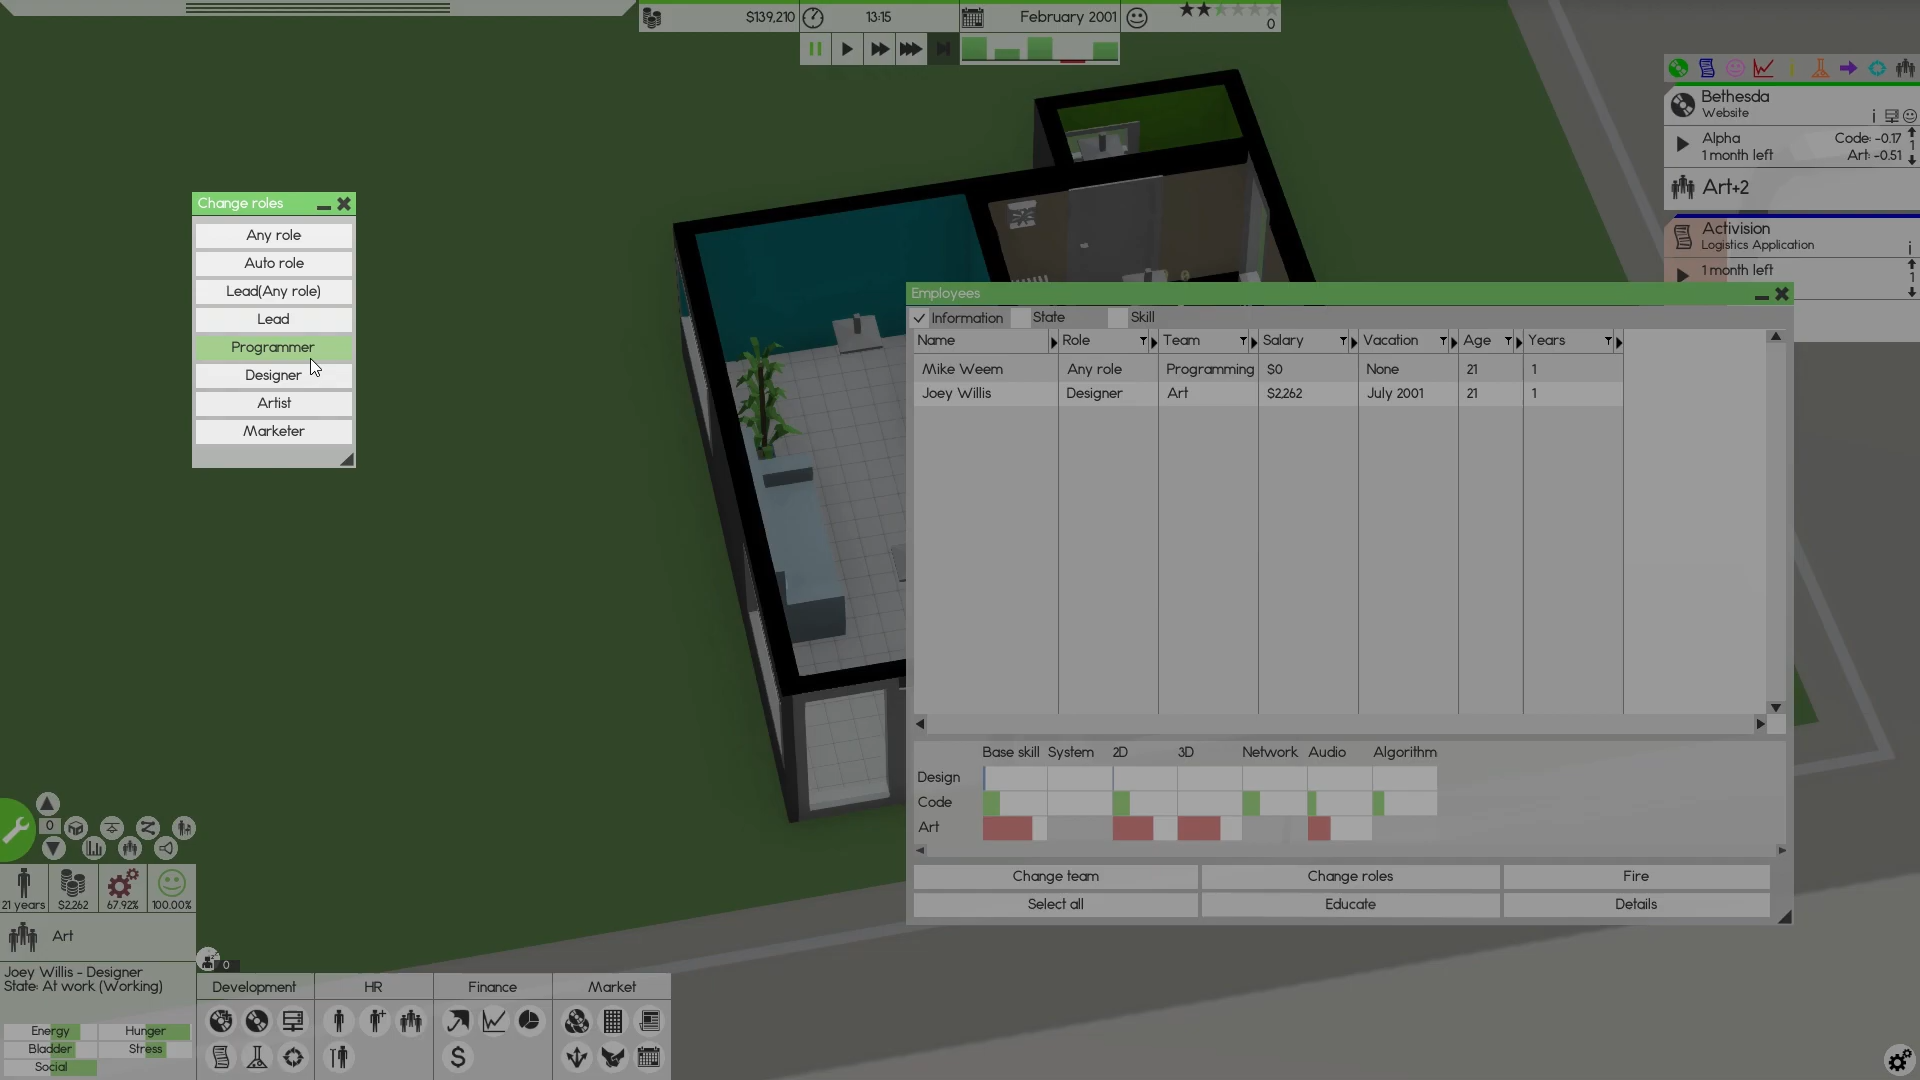 $139,210
13:15
February 2001
0
Bethesda
Website
i
Alpha
Code: -0.17
1
1 month left
Art: -0.51
Art+2
Activision
Logistics Application
i
1 month left
1
Change roles
Any role
Auto role
Lead(Any role)
Lead
Programmer
Designer
Artist
Marketer
Employees
Information State Skill
Name Role Team Salary Vacation Age Years
Mike Weem Any role Programming $0 None 21 1
Joey Willis Designer Art $2,262 July 2001 21 1
Base skill System 2D 3D Network Audio Algorithm
Design
Code
Art
Change team Change roles Fire
Select all Educate Details
0
21 years $2,262 67.92% 100.00%
Art
Joey Willis - Designer
State: At work (Working)
Energy Hunger
Bladder Stress
Social
0
Development HR Finance Market